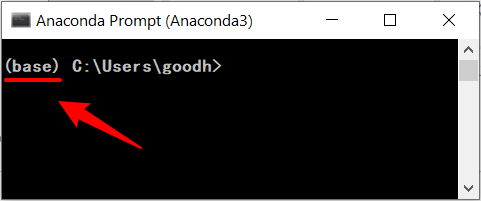 Anaconda Prompt (Anaconda3)
(base) C:\Users\goodh>